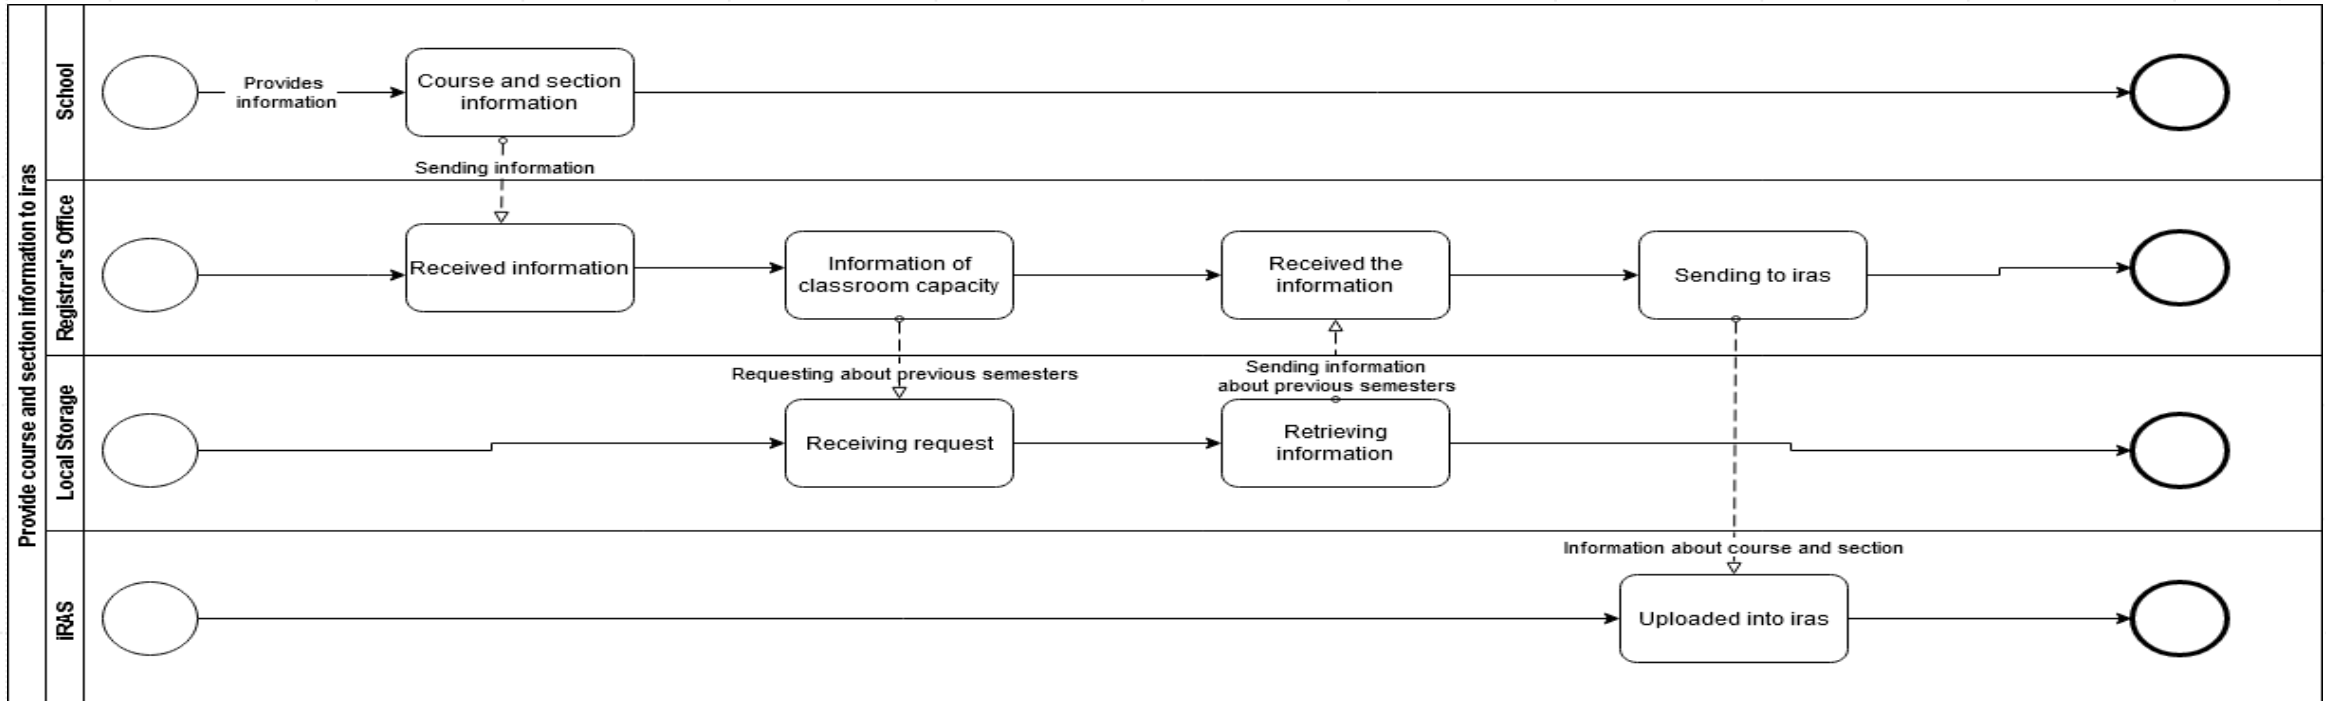 Provide course and section information to iras
School
Provides
information
Course and section
information
Sending information
Registrar's Office
Received information
Information of
classroom capacity
Received the
information
Sending to iras
Requesting about previous semesters
Sending information
about previous semesters
Local Storage
Receiving request
Retrieving
information
Information about course and section
iRAS
Uploaded into iras